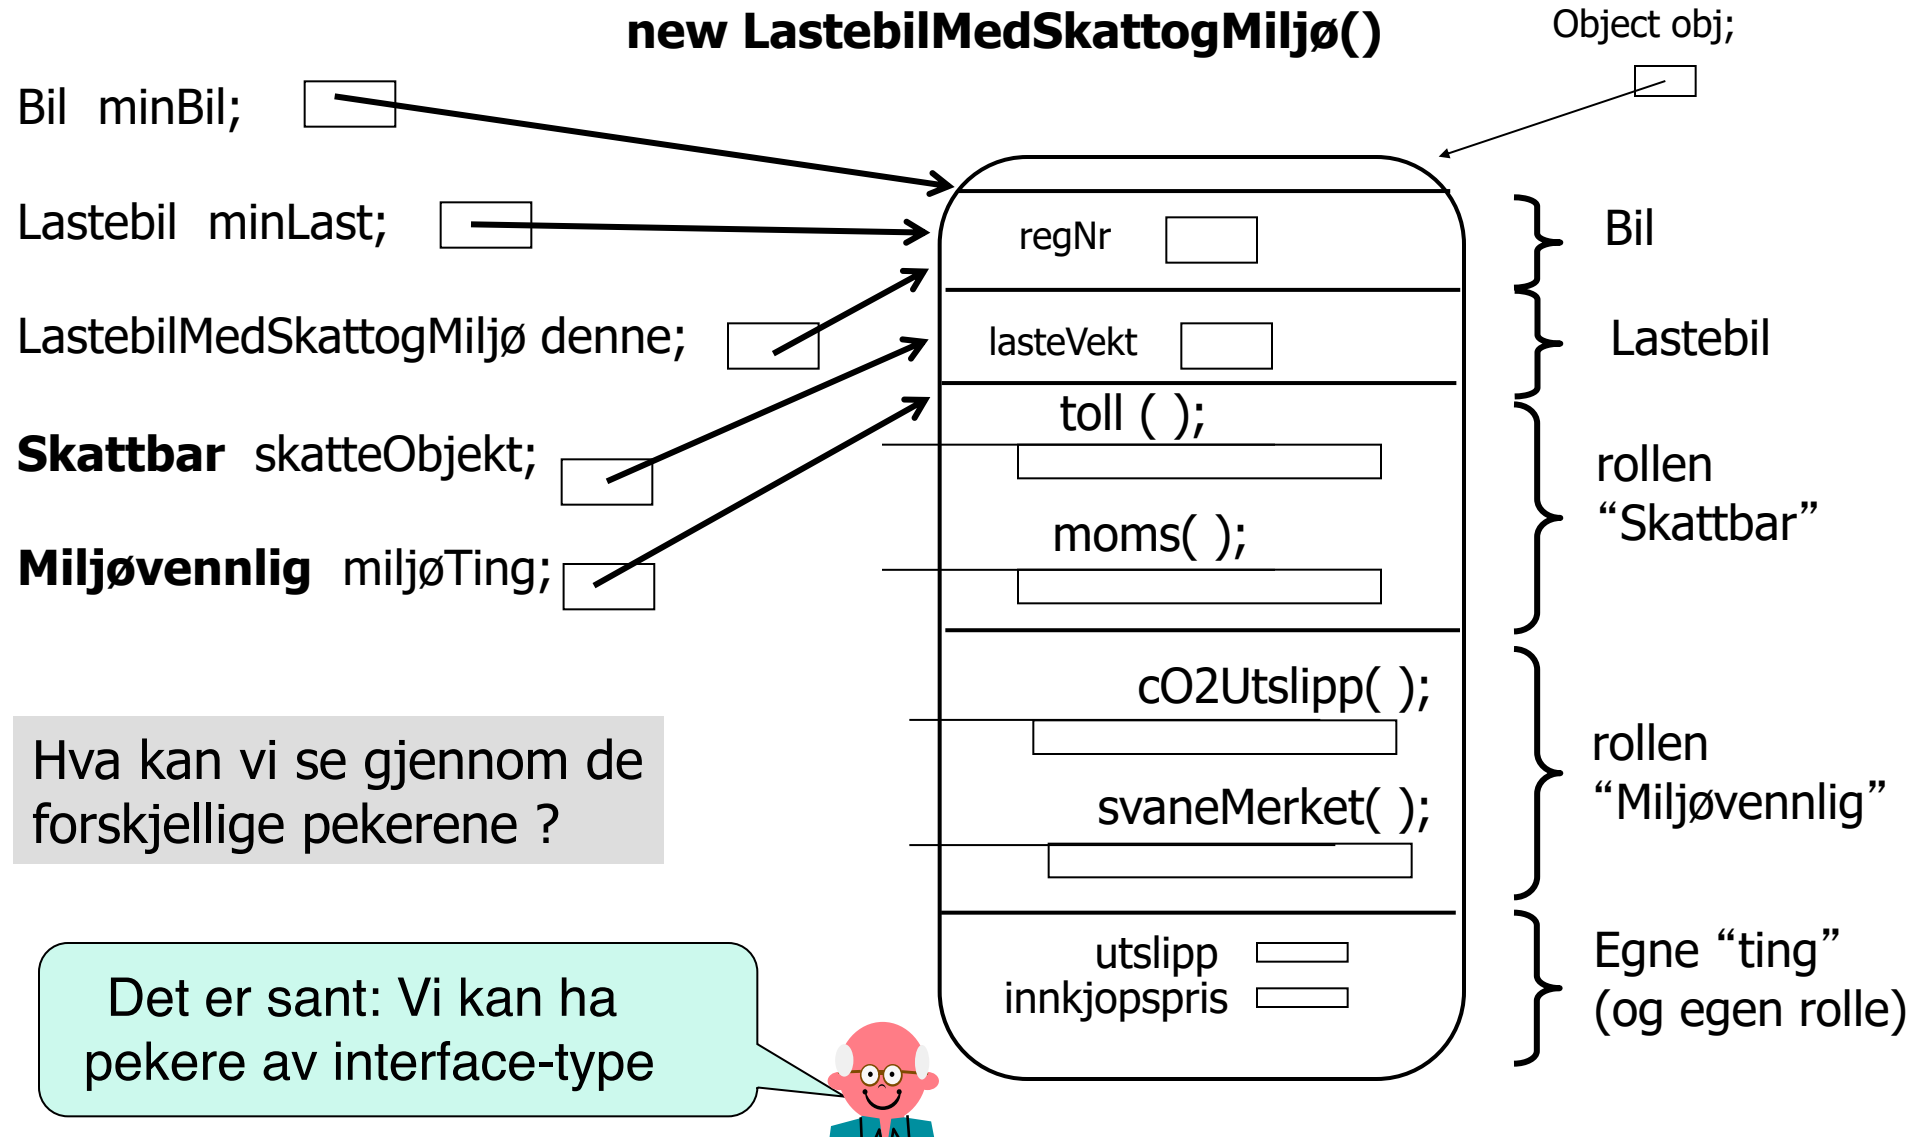 new LastebilMedSkattogMiljø()
Object obj;
Bil minBil;
Lastebil minLast;
LastebilMedSkattogMiljø denne;
Skattbar skatteObjekt;
Miljøvennlig miljøTing;
Hva kan vi se gjennom de
forskjellige pekerene ?
Det er sant: Vi kan ha
pekere av interface-type
regNr
lasteVekt
toll ( );
moms( );
cO2Utslipp( );
svaneMerket( );
utslipp
innkjopspris
Bil
Lastebil
rollen
“Skattbar”
rollen
“Miljøvennlig”
Egne “ting”
(og egen rolle)